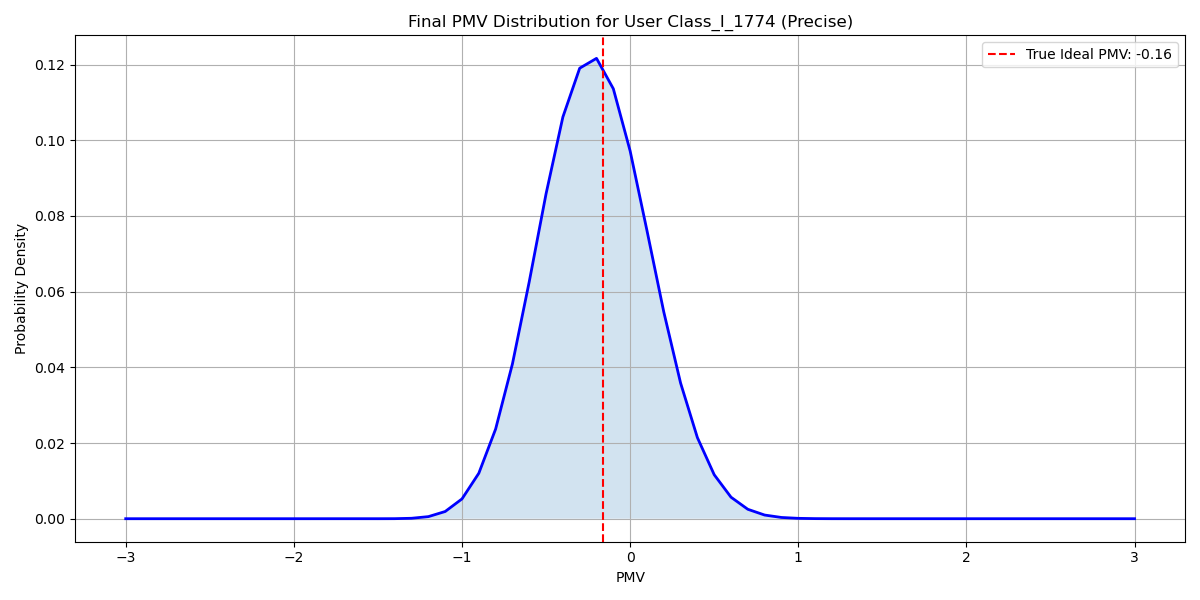 Final PMV Distribution for User Class_I_1774 (Precise)
True Ideal PMV: -0.16
Probability Density
0.12
0.10
0.08
0.06
0.04
0.02
0.00
−3 −2 −1 0 1 2 3
PMV